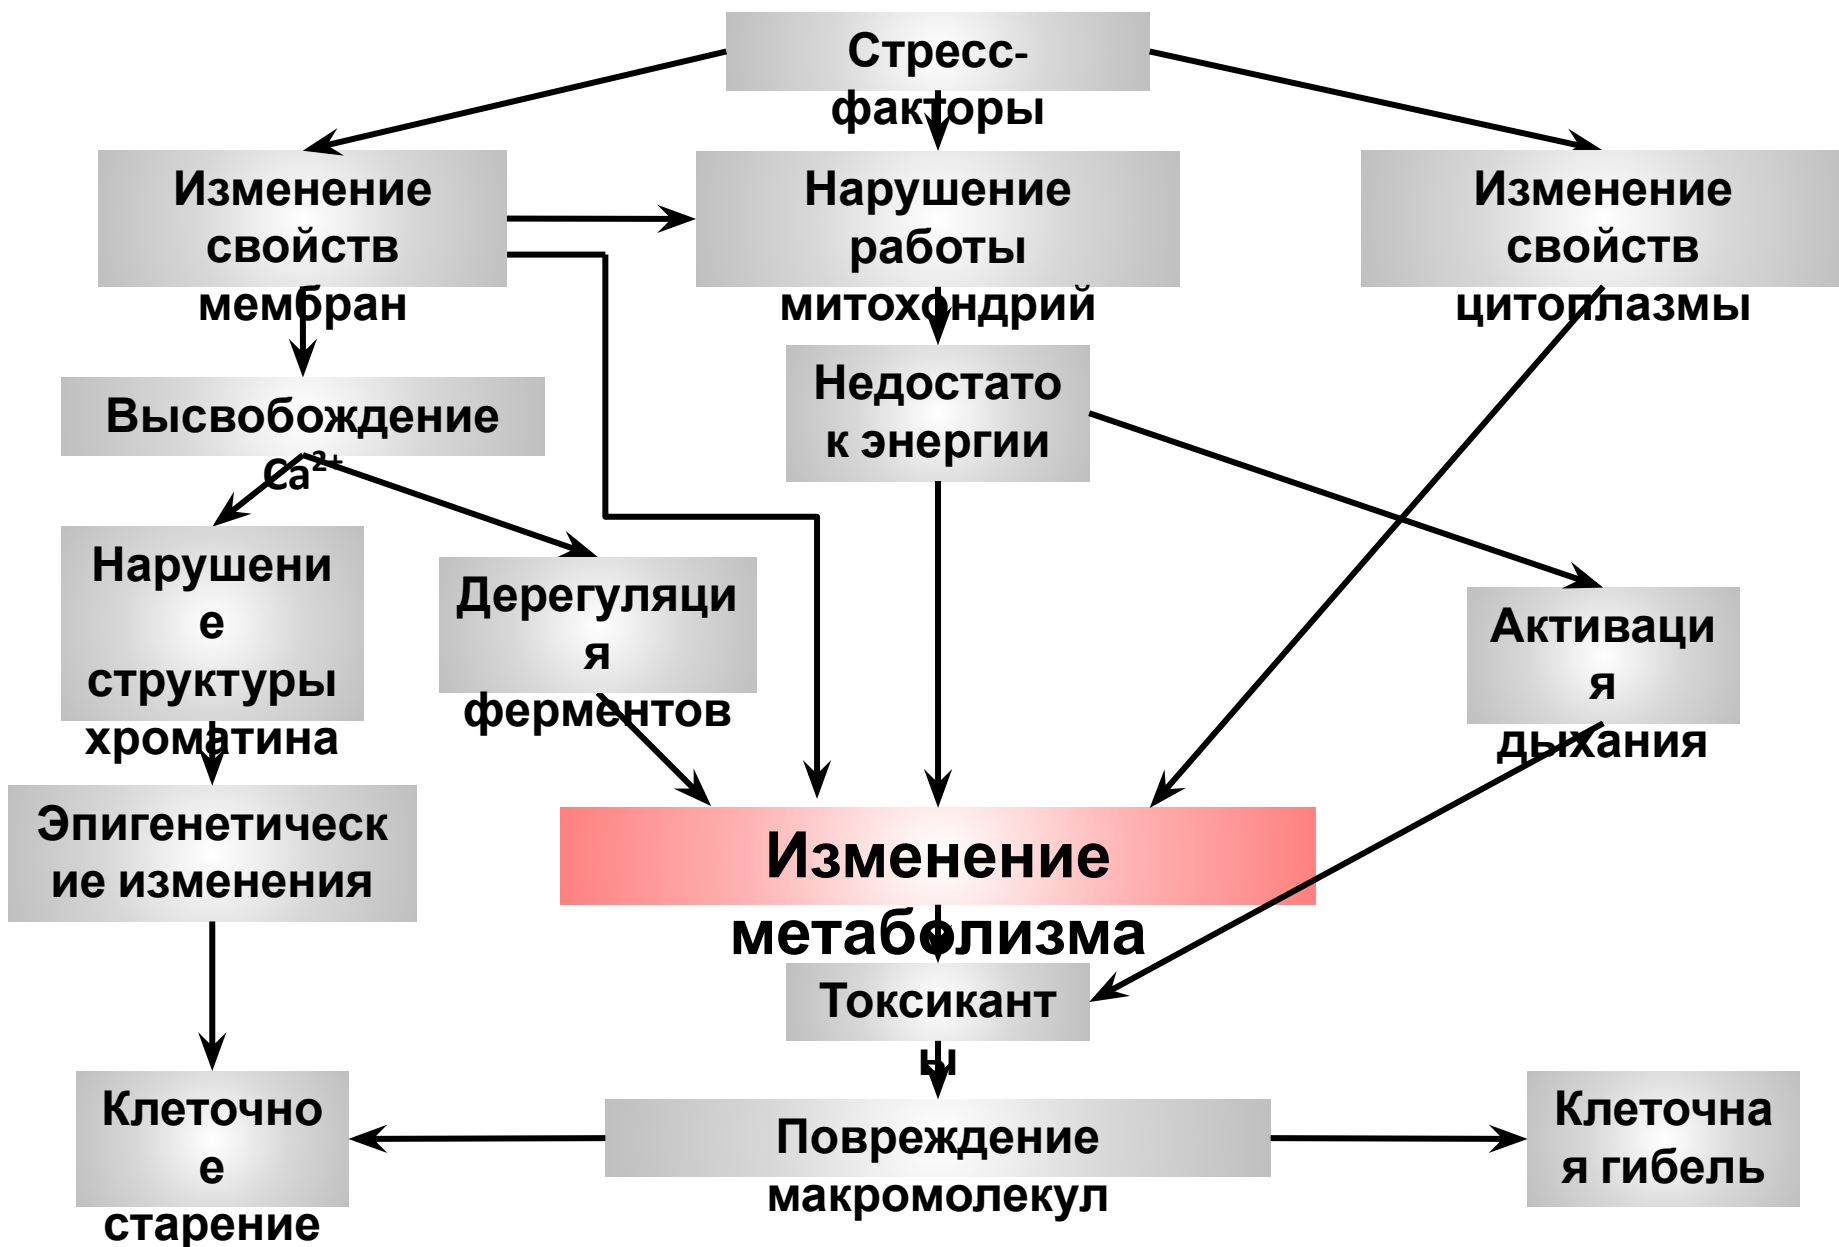 Стресс-
факторы
Изменение
свойств
мембран
Нарушение
работы
митохондрий
Изменение
свойств
цитоплазмы
Высвобождение
Ca²⁺
Недостато
к энергии
Нарушени
е
структуры
хроматина
Дерегуляци
я
ферментов
Активаци
я
дыхания
Эпигенетическ
ие изменения
Изменение
метаболизма
Токсикант
ы
Клеточно
е
старение
Повреждение
макромолекул
Клеточна
я гибель